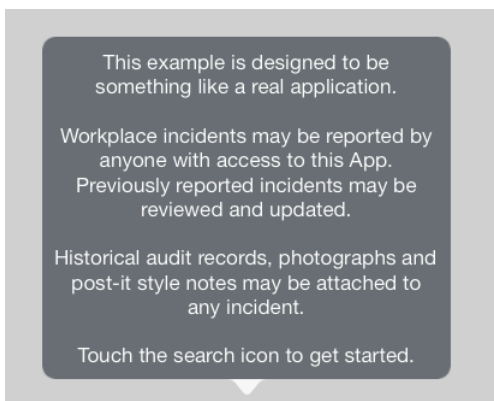 This example is designed to be
something like a real application.
Workplace incidents may be reported by
anyone with access to this App.
Previously reported incidents may be
reviewed and updated.
Historical audit records, photographs and
post-it style notes may be attached to
any incident.
Touch the search icon to get started.